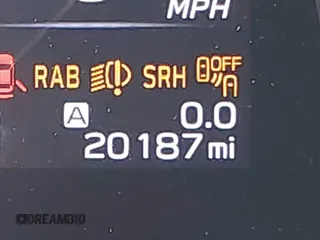 MPH
RAB SRH OFF
A
A 0.0
20187 mi
DREAMOID